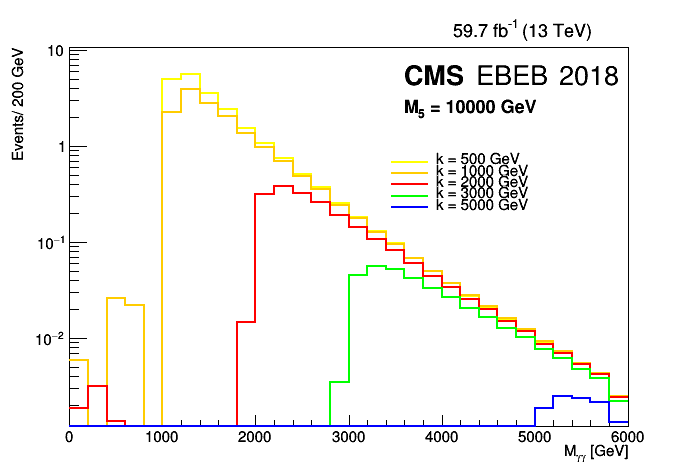 59.7 fb⁻¹ (13 TeV)
Events/ 200 GeV
CMS EBEB 2018
M₅ = 10000 GeV
k = 500 GeV
k = 1000 GeV
k = 2000 GeV
k = 3000 GeV
k = 5000 GeV
10
1
10⁻¹
10⁻²
0 1000 2000 3000 4000 5000 6000
Mγγ [GeV]